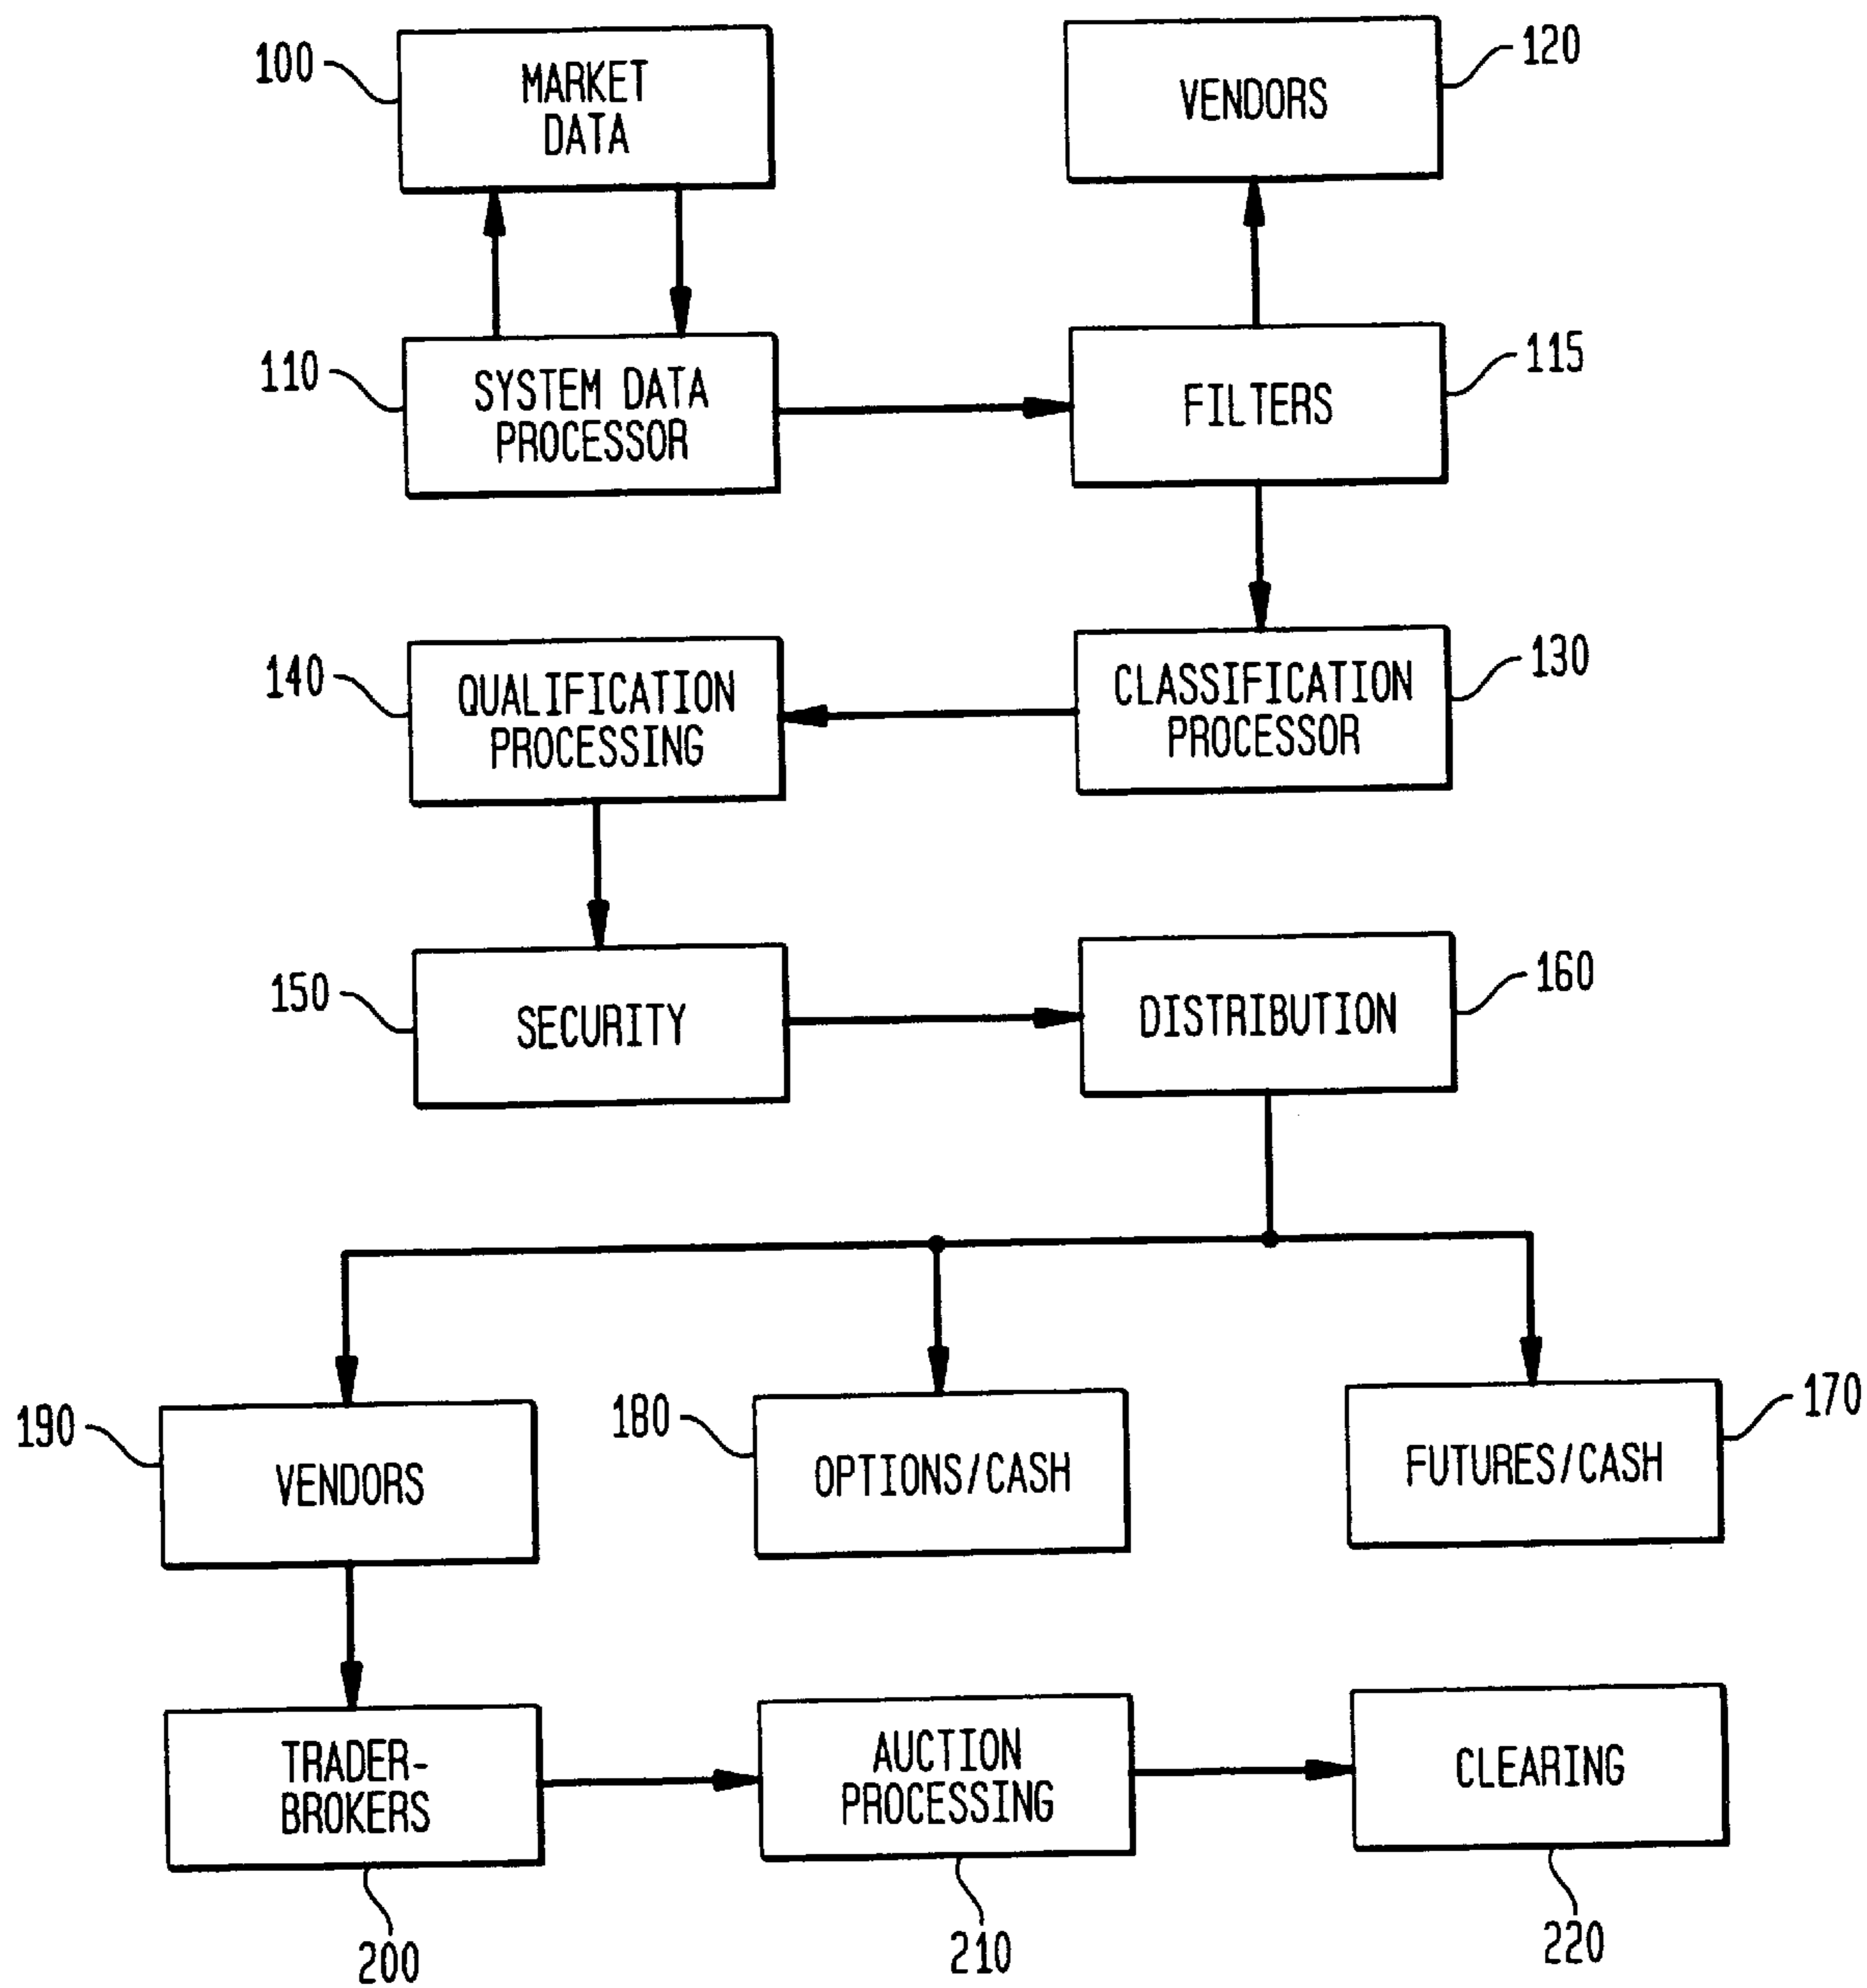 100
MARKET
DATA
VENDORS
120
110
SYSTEM DATA
PROCESSOR
FILTERS
115
140
QUALIFICATION
PROCESSING
CLASSIFICATION
PROCESSOR
130
150
SECURITY
DISTRIBUTION
160
190
VENDORS
180
OPTIONS/CASH
FUTURES/CASH
170
TRADER-
BROKERS
200
AUCTION
PROCESSING
210
CLEARING
220